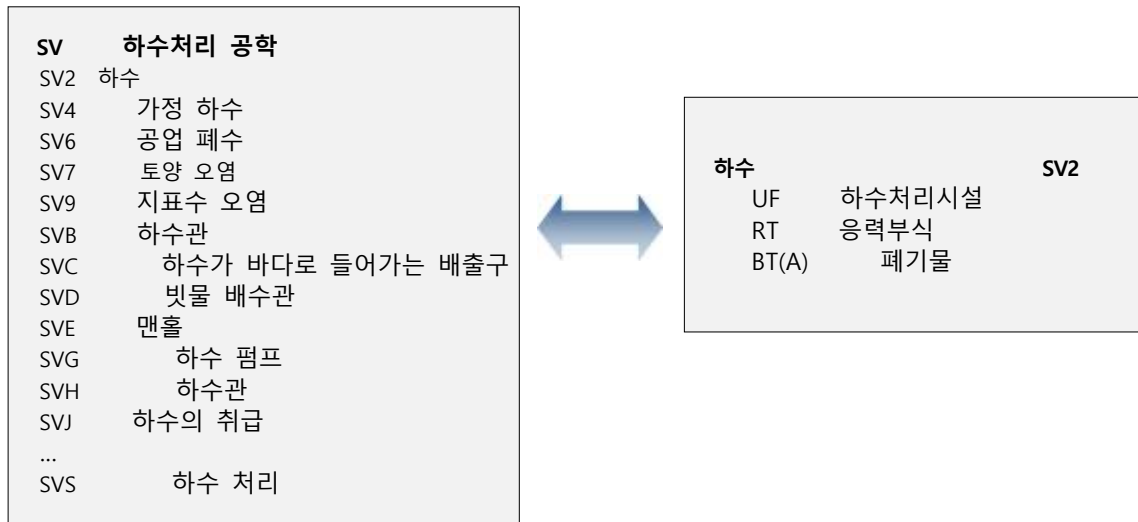 SV 하수처리 공학
SV2 하수
SV4 가정 하수
SV6 공업 폐수
SV7 토양 오염
SV9 지표수 오염
SVB 하수관
SVC 하수가 바다로 들어가는 배출구
SVD 빗물 배수관
SVE 맨홀
SVG 하수 펌프
SVH 하수관
SVJ 하수의 취급
...
SVS 하수 처리
하수 SV2
UF 하수처리시설
RT 응력부식
BT(A) 폐기물